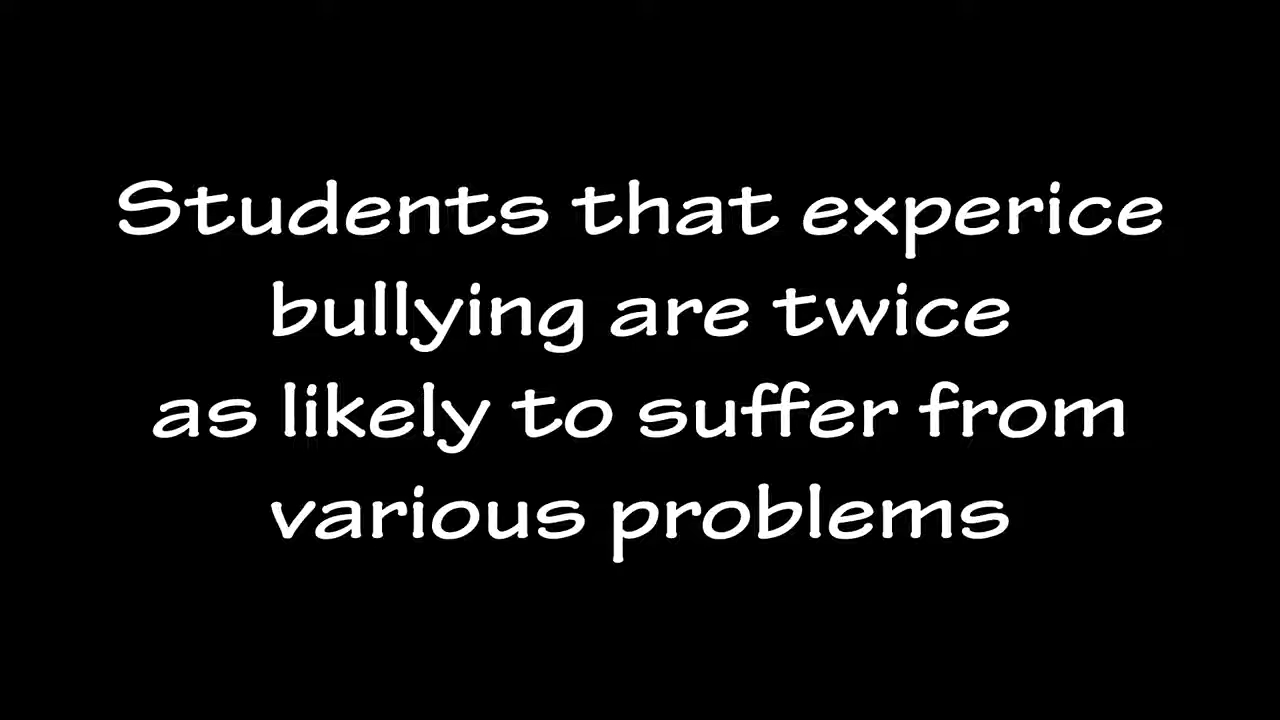 Students that experice
bullying are twice
as likely to suffer from
various problems